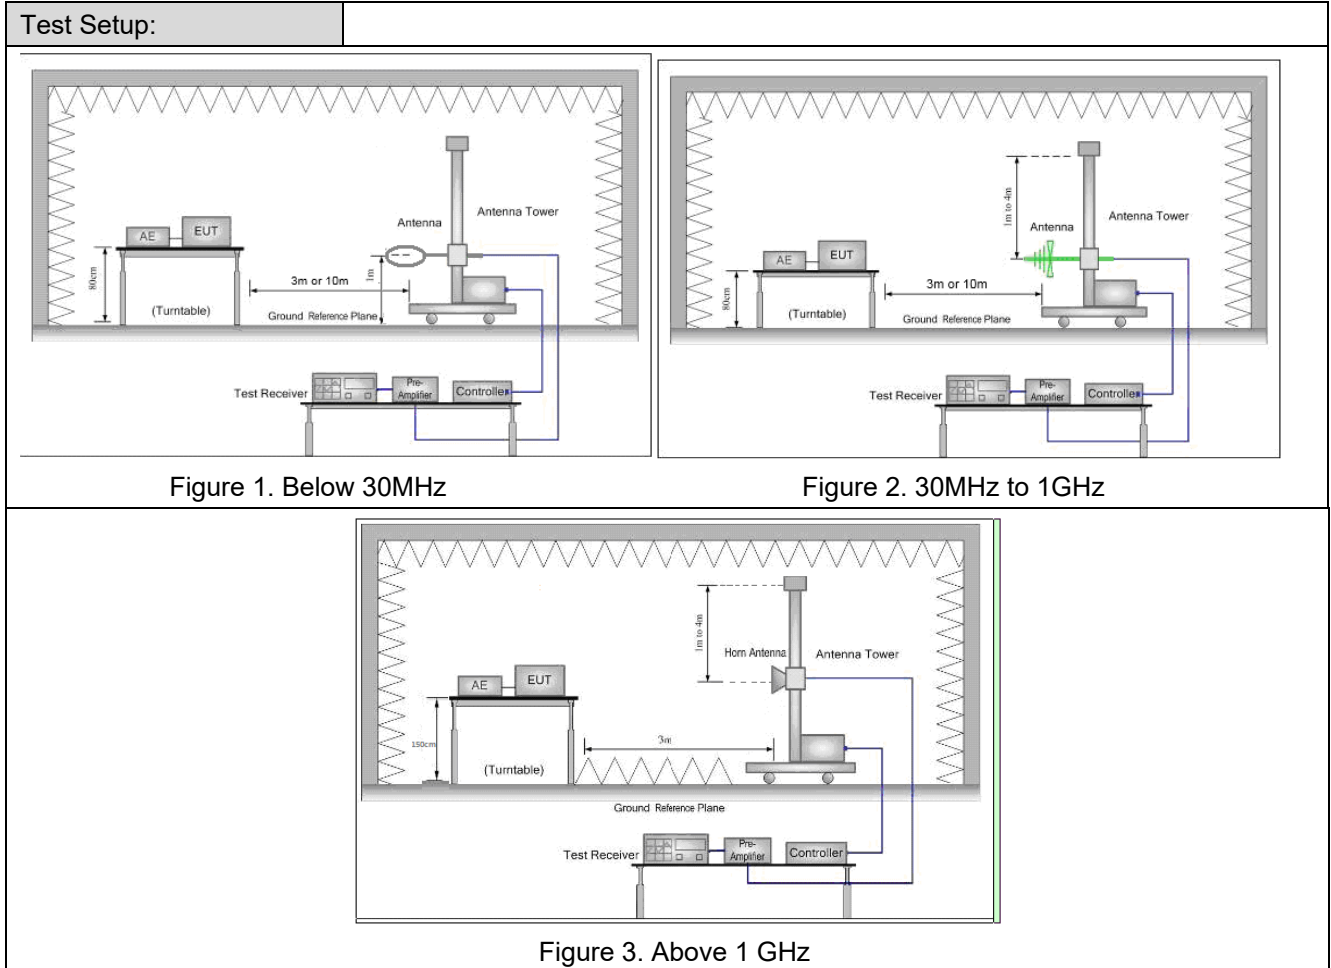 Test Setup:
AE
EUT
80cm
(Turntable)
3m or 10m
Antenna
1m
Antenna Tower
Ground Reference Plane
Test Receiver
Pre-
Amplifier
Controller
Figure 1. Below 30MHz
AE
EUT
80cm
(Turntable)
3m or 10m
1m to 4m
Antenna
Antenna Tower
Ground Reference Plane
Test Receiver
Pre-
Amplifier
Controller
Figure 2. 30MHz to 1GHz
AE
EUT
150cm
(Turntable)
3m
1m to 4m
Horn Antenna
Antenna Tower
Ground Reference Plane
Test Receiver
Pre-
Amplifier
Controller
Figure 3. Above 1 GHz